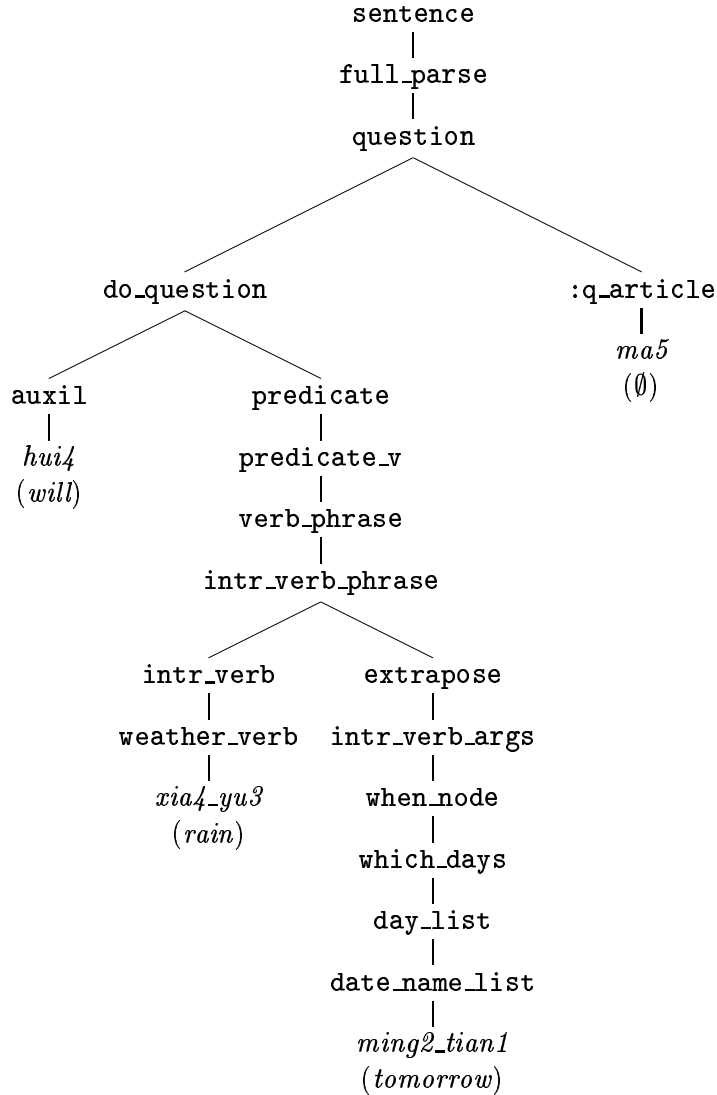 sentence
full_parse
question
do_question :q_article
ma5
(∅)
auxil predicate
hui4 predicate_v
(will)
verb_phrase
intr_verb_phrase
intr_verb extrapose
weather_verb intr_verb_args
xia4_yu3 when_node
(rain)
which_days
day_list
date_name_list
ming2_tian1
(tomorrow)